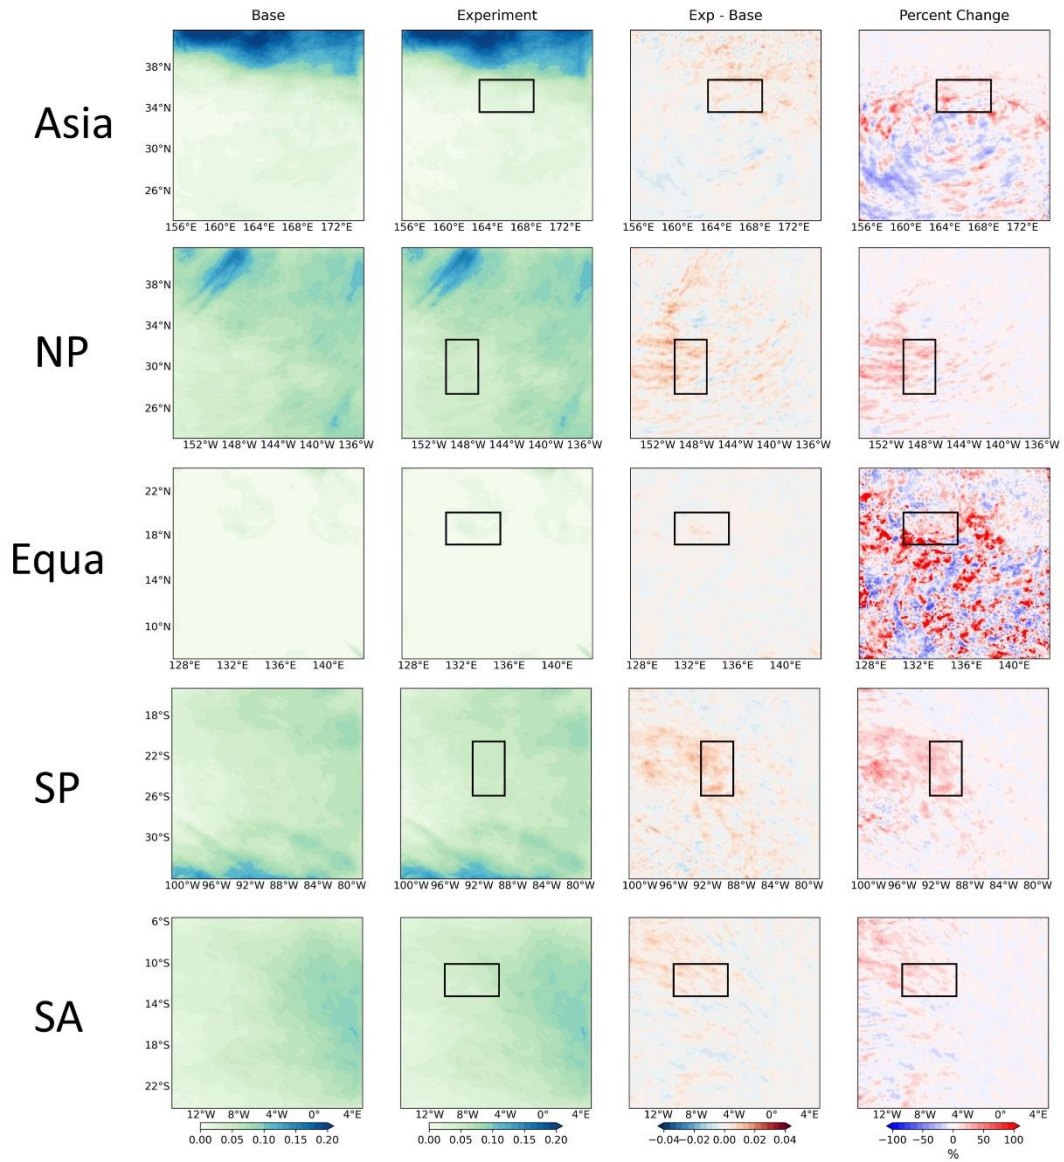 Base Experiment Exp - Base Percent Change
Asia
38°N
34°N
30°N
26°N
156°E 160°E 164°E 168°E 172°E 156°E 160°E 164°E 168°E 172°E 156°E 160°E 164°E 168°E 172°E 156°E 160°E 164°E 168°E 172°E
NP
38°N
34°N
30°N
26°N
152°W 148°W 144°W 140°W 136°W 152°W 148°W 144°W 140°W 136°W 152°W 148°W 144°W 140°W 136°W 152°W 148°W 144°W 140°W 136°W
Equa
22°N
18°N
14°N
10°N
128°E 132°E 136°E 140°E 128°E 132°E 136°E 140°E 128°E 132°E 136°E 140°E 128°E 132°E 136°E 140°E
SP
18°S
22°S
26°S
30°S
100°W 96°W 92°W 88°W 84°W 80°W 100°W 96°W 92°W 88°W 84°W 80°W 100°W 96°W 92°W 88°W 84°W 80°W 100°W 96°W 92°W 88°W 84°W 80°W
SA
6°S
10°S
14°S
18°S
22°S
12°W 8°W 4°W 0° 4°E 12°W 8°W 4°W 0° 4°E 12°W 8°W 4°W 0° 4°E 12°W 8°W 4°W 0° 4°E
0.00 0.05 0.10 0.15 0.20 0.00 0.05 0.10 0.15 0.20 −0.04 −0.02 0.00 0.02 0.04 −100 −50 0 50 100
%